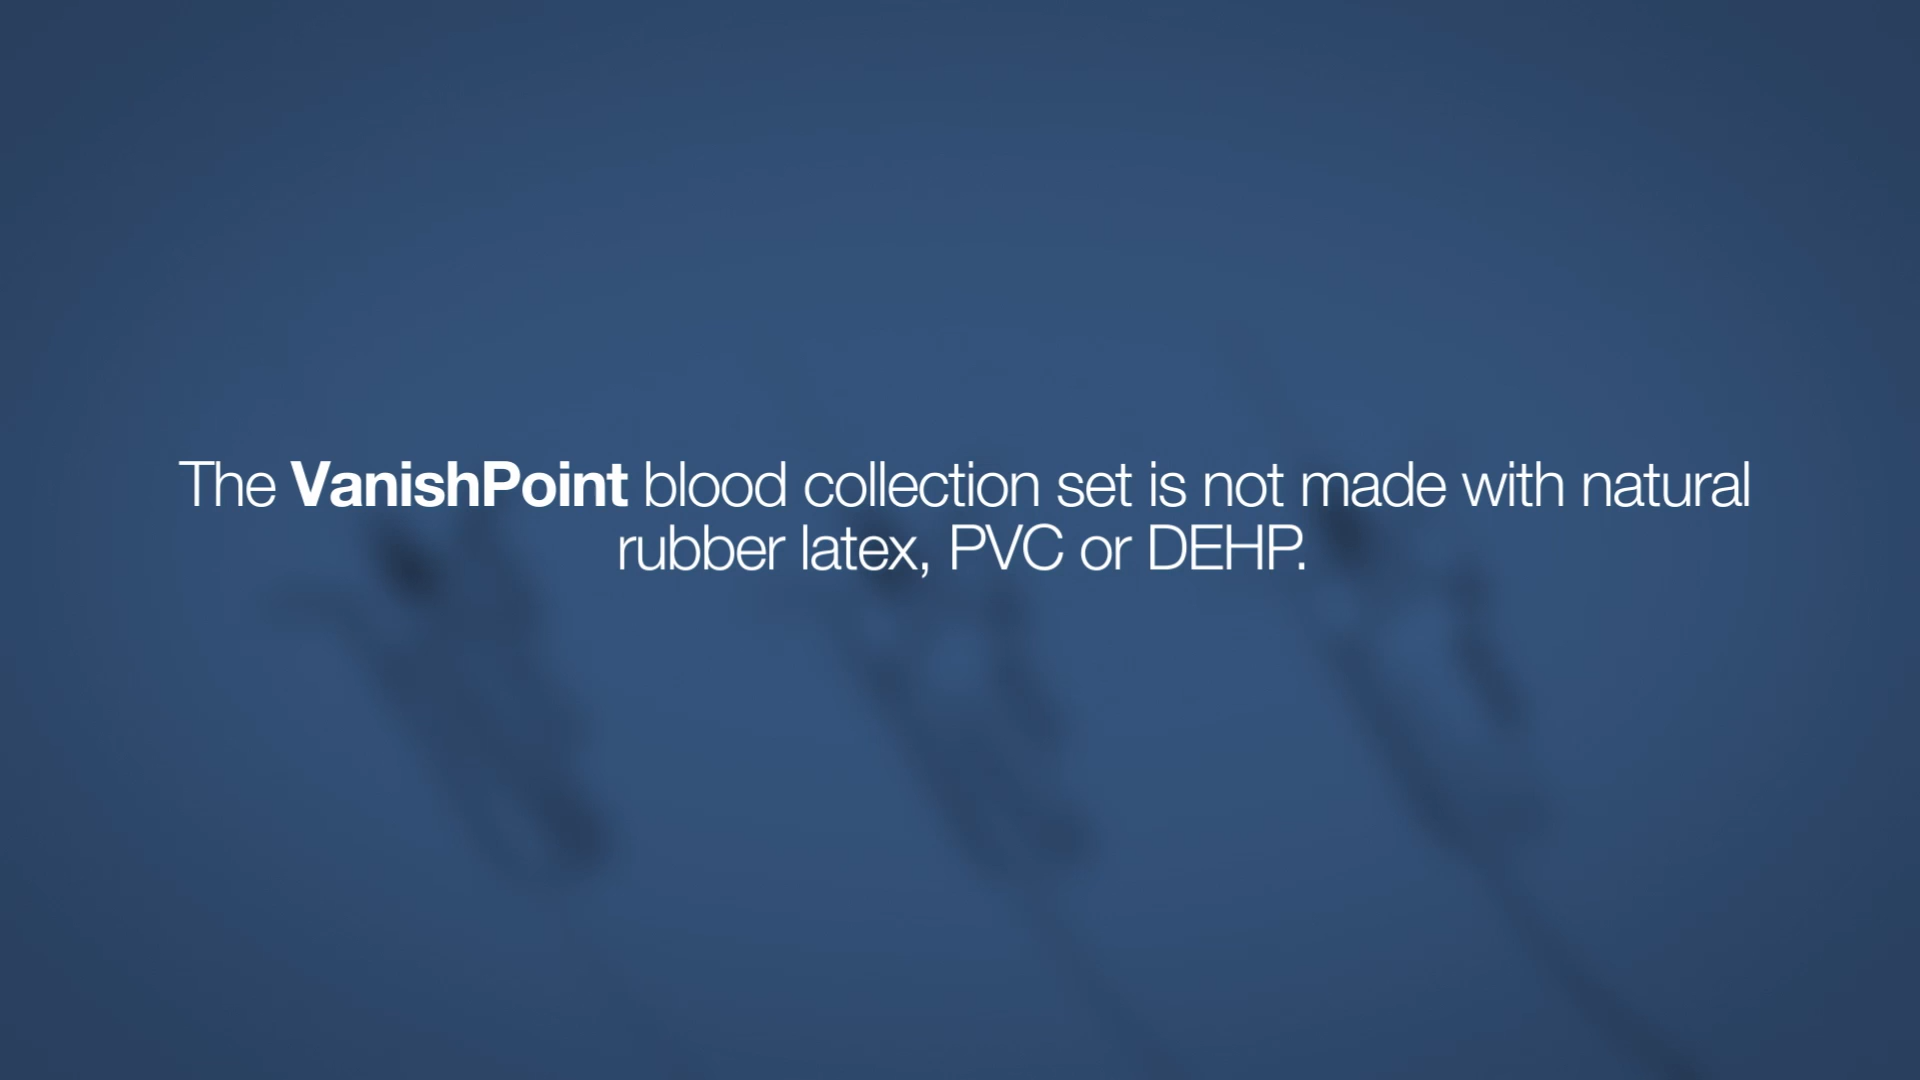 The VanishPoint blood collection set is not made with natural
rubber latex, PVC or DEHP.